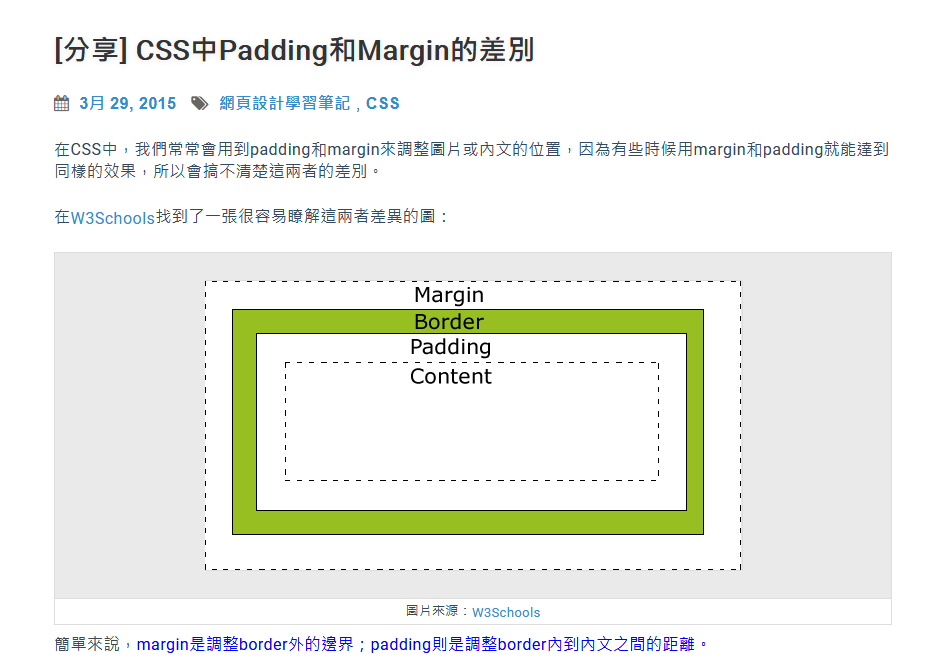 [分享] CSS中Padding和Margin的差別
3月 29, 2015 網頁設計學習筆記 , CSS
在CSS中，我們常常會用到padding和margin來調整圖片或內文的位置，因為有些時候用margin和padding就能達到
同樣的效果，所以會搞不清楚這兩者的差別。
在W3Schools找到了一張很容易瞭解這兩者差異的圖：
Margin
Border
Padding
Content
圖片來源：W3Schools
簡單來說，margin是調整border外的邊界；padding則是調整border內到內文之間的距離。